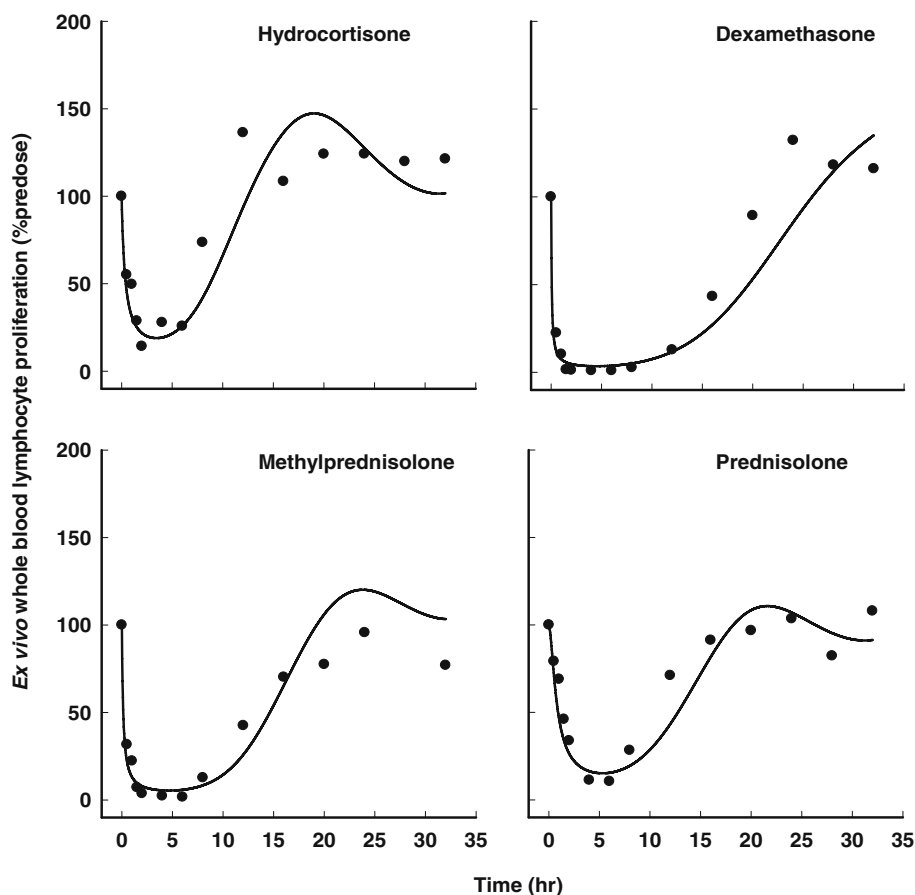 Ex vivo whole blood lymphocyte proliferation (%predose)
Hydrocortisone
200
150
100
50
0
Dexamethasone
Methylprednisolone
200
150
100
50
0
0 5 10 15 20 25 30 35
Prednisolone
0 5 10 15 20 25 30 35
Time (hr)